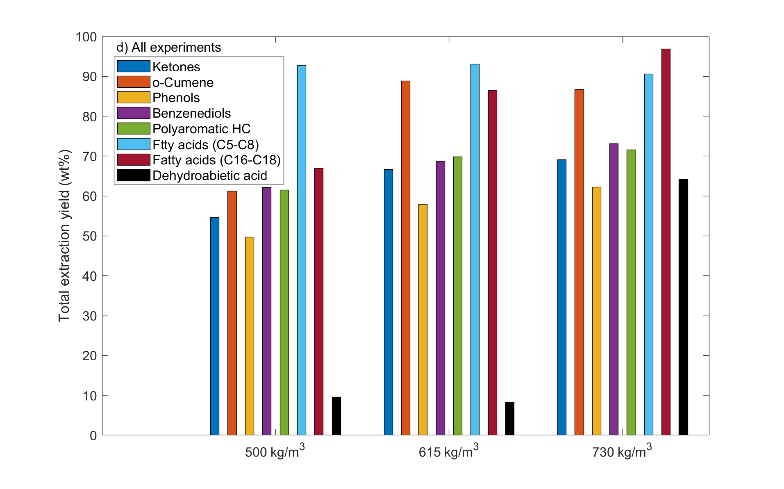 d) All experiments
Ketones
o-Cumene
Phenols
Benzenediols
Polyaromatic HC
Ftty acids (C5-C8)
Fatty acids (C16-C18)
Dehydroabietic acid
Total extraction yield (wt%)
100
90
80
70
60
50
40
30
20
10
0
500 kg/m³ 615 kg/m³ 730 kg/m³